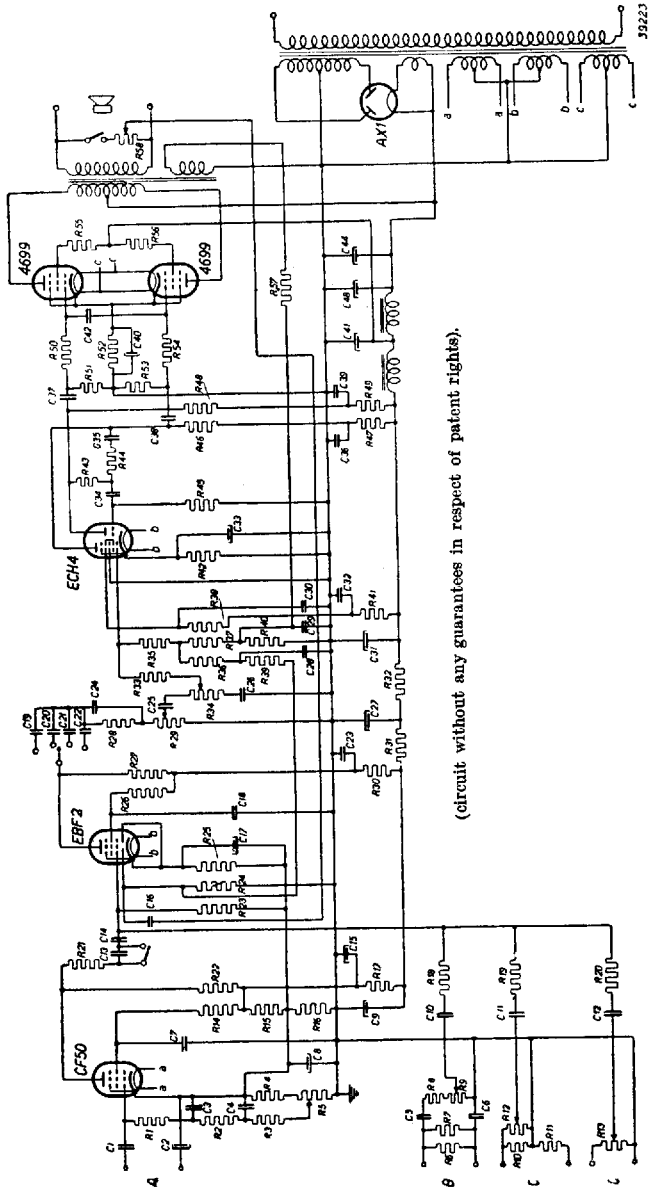 A
C1
C2
R1
C3
R2
C4
R3
R4
R5
C8
CF50
a
a
C7
R14
R15
R16
R22
C9
R17
C15
R21
C13
C14
B
C6
R6
R7
R9
C10
R18
C
R10
R12
R11
C11
R19
R13
C12
R20
EBF2
b
b
C16
R23
R24
R25
C17
C18
R26
R27
R30
C23
R31
C19
C20
C21
C22
C24
R28
R29
C25
R34
C26
C27
R32
R33
R35
R36
R37
R38
R39
R40
C28
C29
C30
C31
C32
R41
ECH4
b
b
R42
C33
R43
C34
R44
R45
R46
R47
C36
R48
R49
C39
C37
C38
R50
R51
R52
R53
R54
C40
C42
4699
4699
c
R55
R56
R57
R58
C41
C48
C44
AX1
a
a
b
b
c
c
(circuit without any guarantees in respect of patent rights).
39223